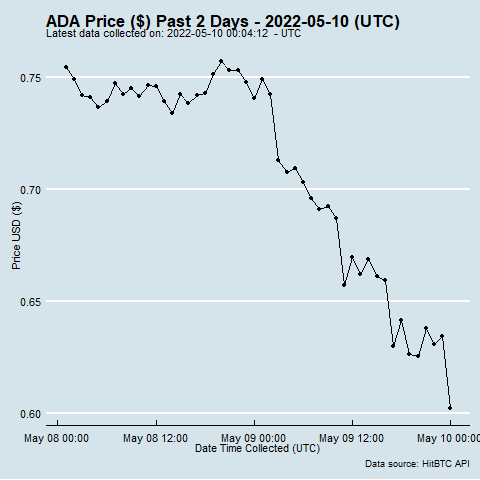 ADA Price ($) Past 2 Days - 2022-05-10 (UTC)
Latest data collected on: 2022-05-10 00:04:12  - UTC
0.75
0.70
0.65
0.60
Price USD ($)
May 08 00:00 May 08 12:00 May 09 00:00 May 09 12:00 May 10 00:00
Date Time Collected (UTC)
Data source: HitBTC API